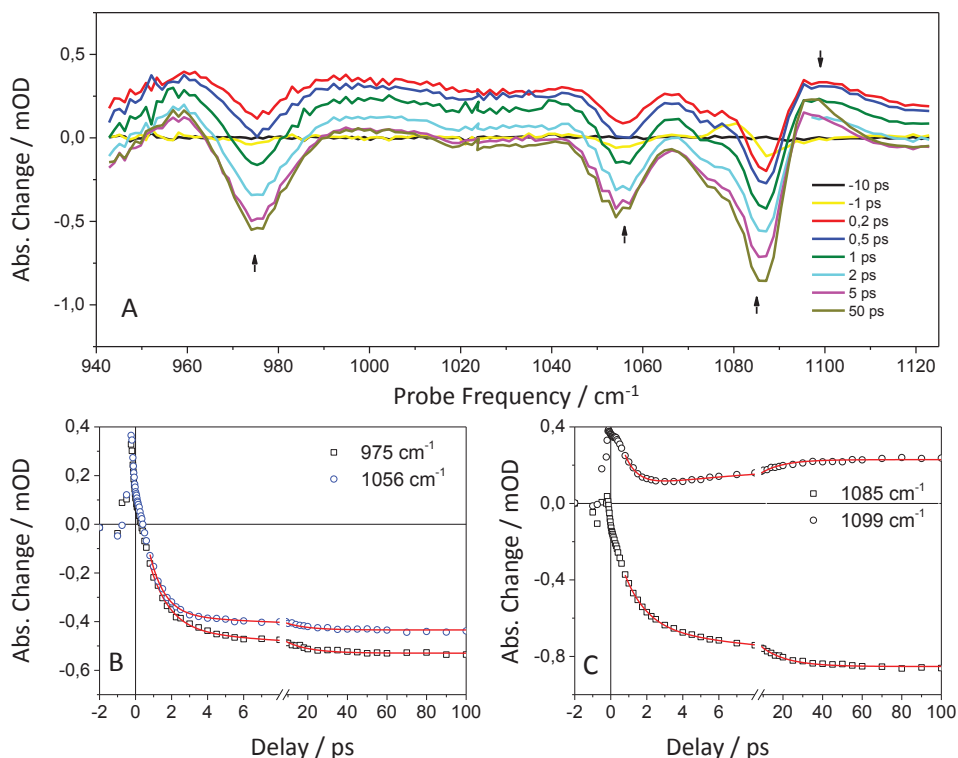 0,5
0,0
-0,5
-1,0
Abs. Change / mOD
A
-10 ps
-1 ps
0,2 ps
0,5 ps
1 ps
2 ps
5 ps
50 ps
940 960 980 1000 1020 1040 1060 1080 1100 1120
Probe Frequency / cm⁻¹
0,4
0,2
0,0
-0,2
-0,4
-0,6
Abs. Change / mOD
975 cm⁻¹
1056 cm⁻¹
B
-2 0 2 4 6 8 20 40 60 80 100
Delay / ps
0,4
0,0
-0,4
-0,8
Abs. Change / mOD
1085 cm⁻¹
1099 cm⁻¹
C
-2 0 2 4 6 8 20 40 60 80 100
Delay / ps